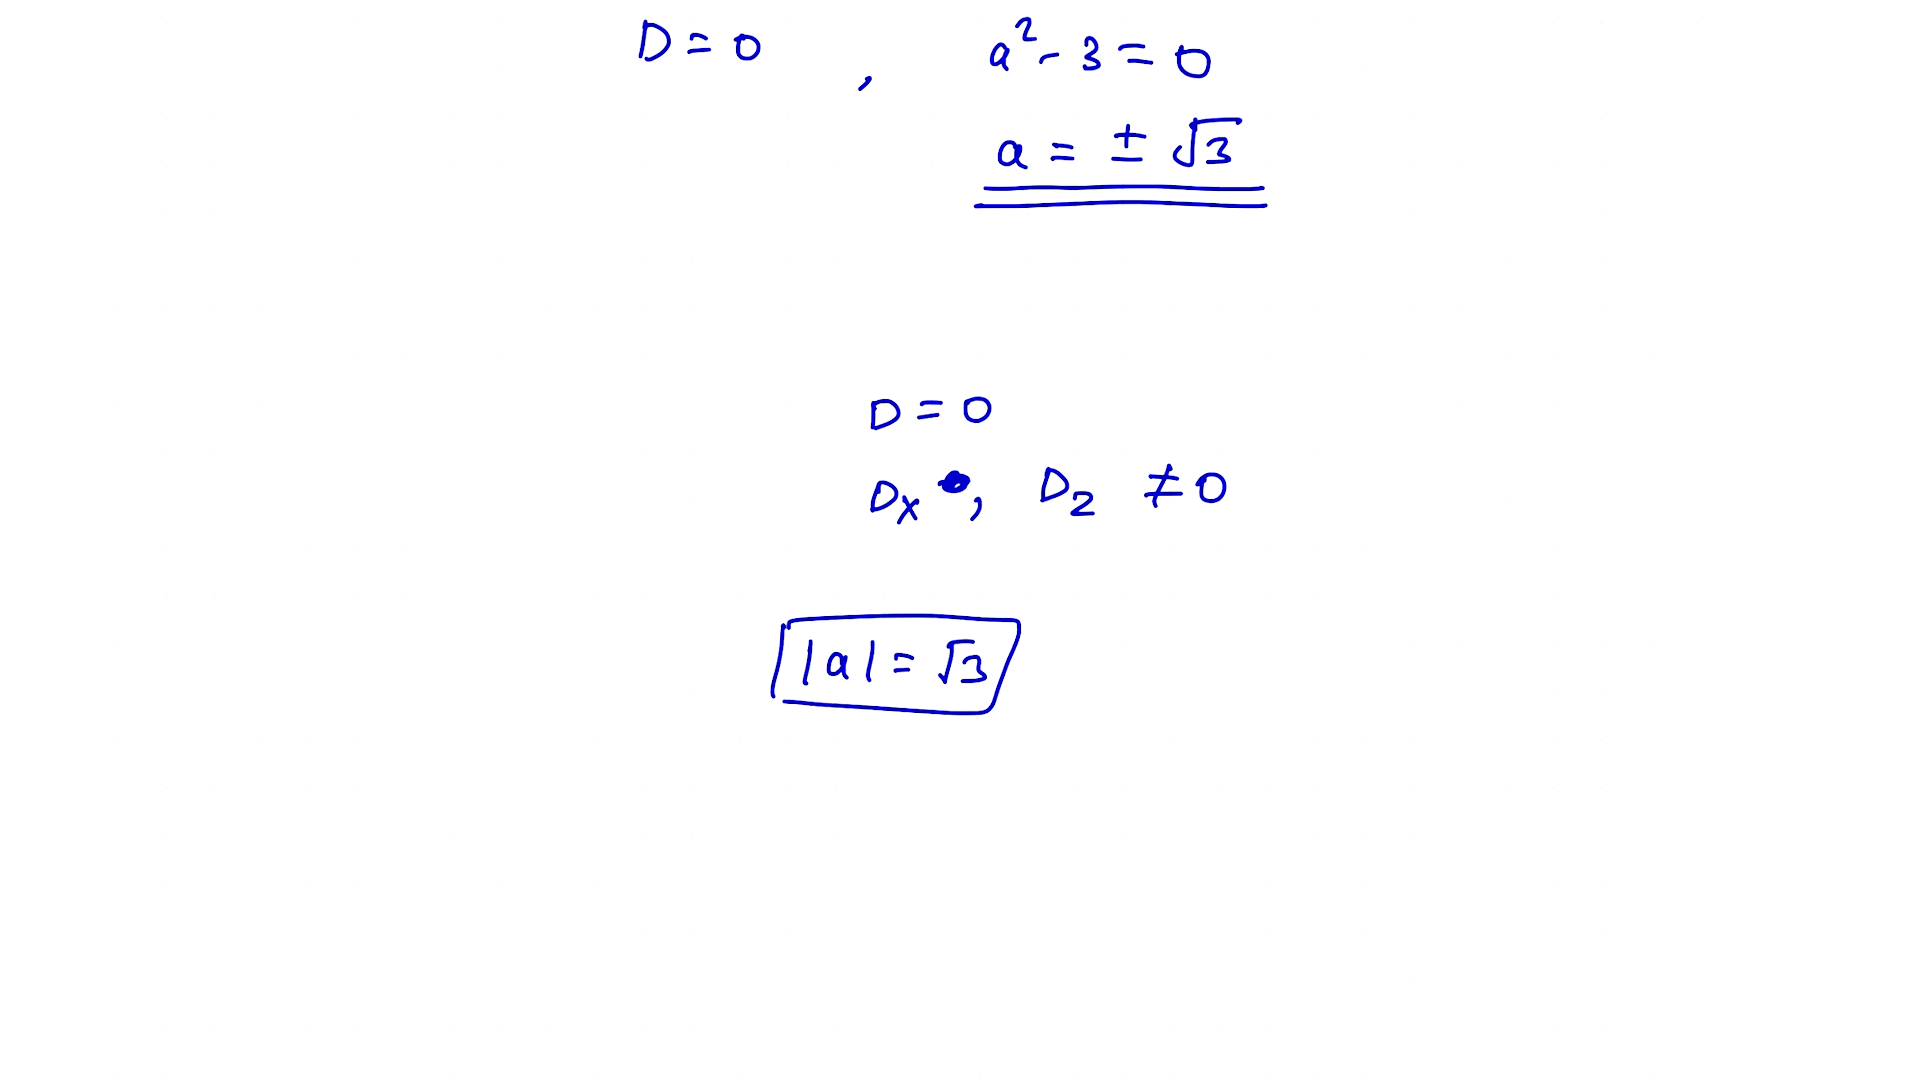 D = 0 , a² - 3 = 0
a = ± √3
D = 0
Dx , D2 ≠ 0
|a| = √3